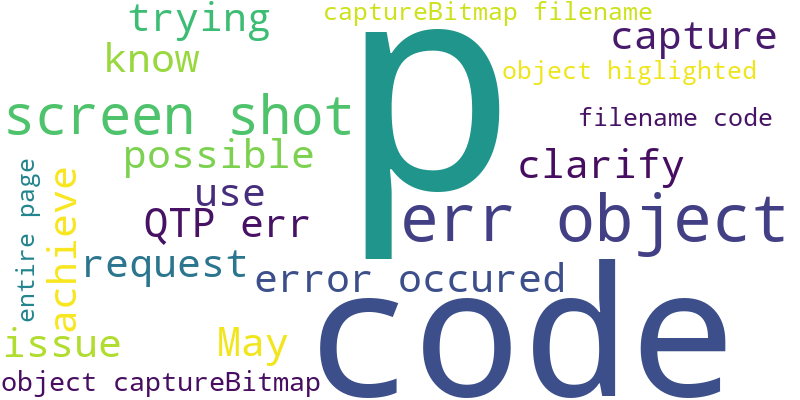 trying
captureBitmap filename
capture
know
object higlighted
p
screen shot
filename code
possible
clarify
use
QTP err
err object
entire page
achieve
request
error occured
code
issue
May
object captureBitmap